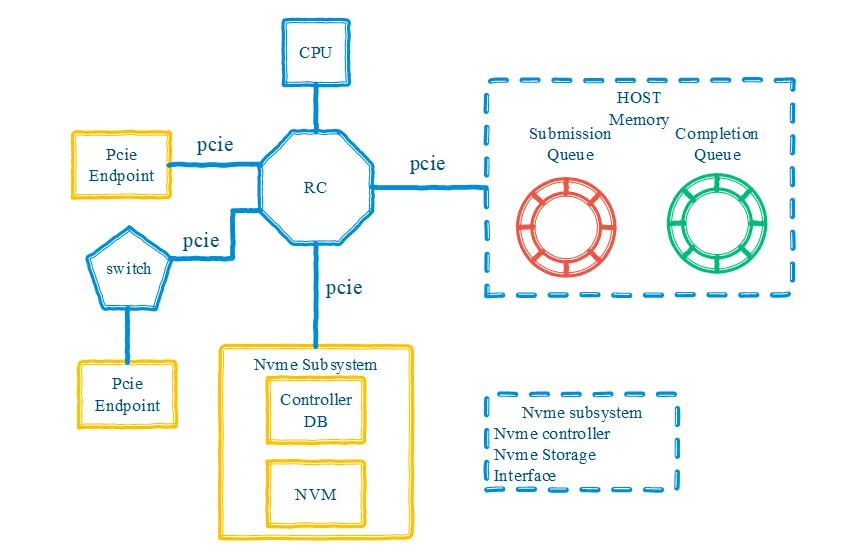 CPU
HOST
Memory
Submission
Queue
Completion
Queue
pcie
Pcie
Endpoint
pcie
RC
pcie
switch
pcie
Nvme Subsystem
Controller
DB
NVM
Pcie
Endpoint
Nvme subsystem
Nvme controller
Nvme Storage
Interface